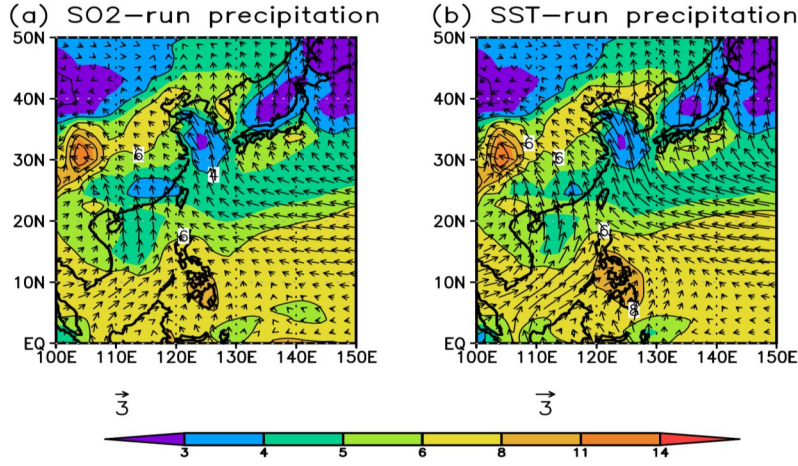 (a) SO2-run precipitation
(b) SST-run precipitation
50N
40N
30N
20N
10N
EQ
100E 110E 120E 130E 140E 150E
6
4
6
3
50N
40N
30N
20N
10N
EQ
100E 110E 120E 130E 140E 150E
6
6
6
8
3
3 4 5 6 8 11 14